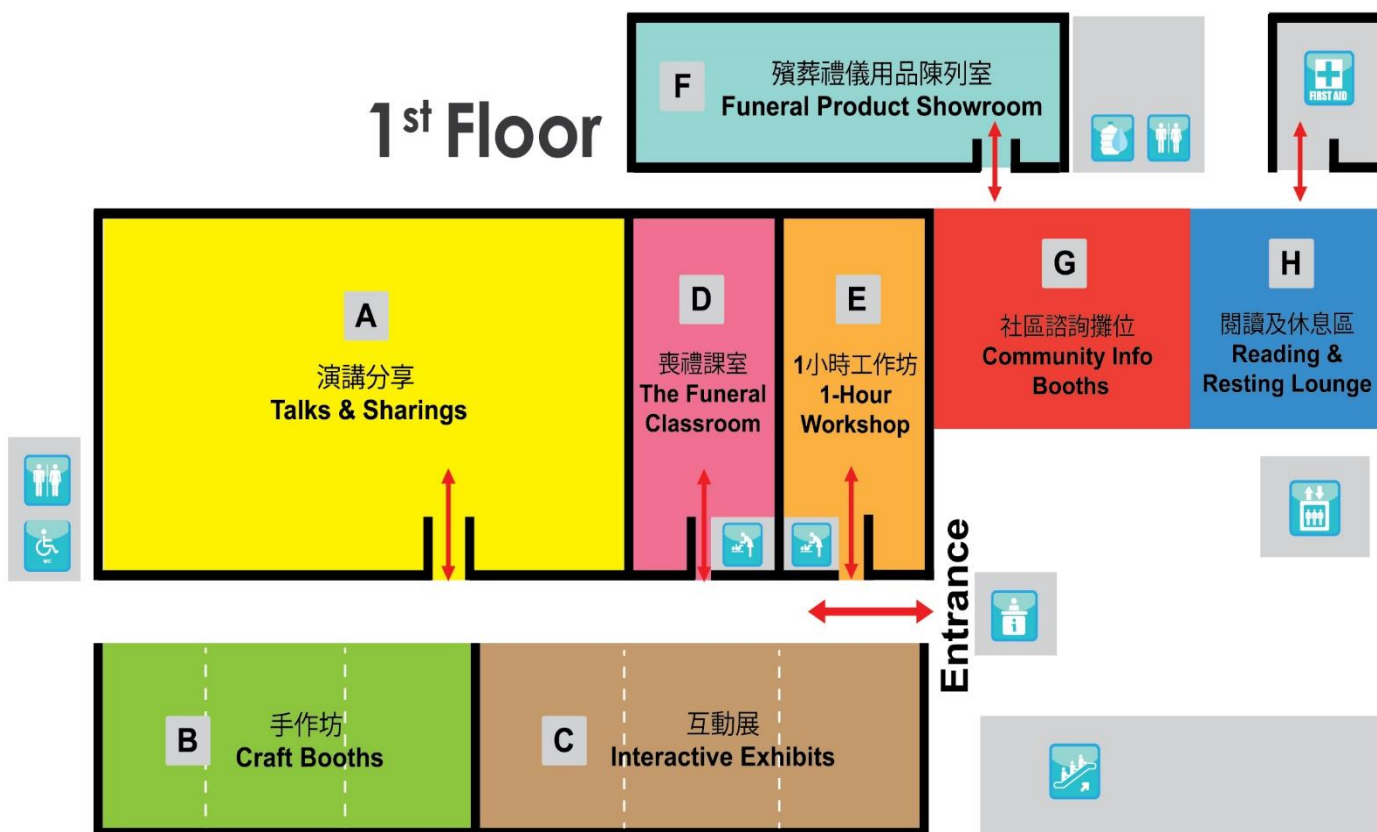 1st Floor
F
殯葬禮儀用品陳列室
Funeral Product Showroom
FIRST AID
A
演講分享
Talks & Sharings
D
喪禮課室
The Funeral
Classroom
E
1小時工作坊
1-Hour
Workshop
G
社區諮詢攤位
Community Info
Booths
H
閱讀及休息區
Reading &
Resting Lounge
WC
Entrance
i
B
手作坊
Craft Booths
C
互動展
Interactive Exhibits